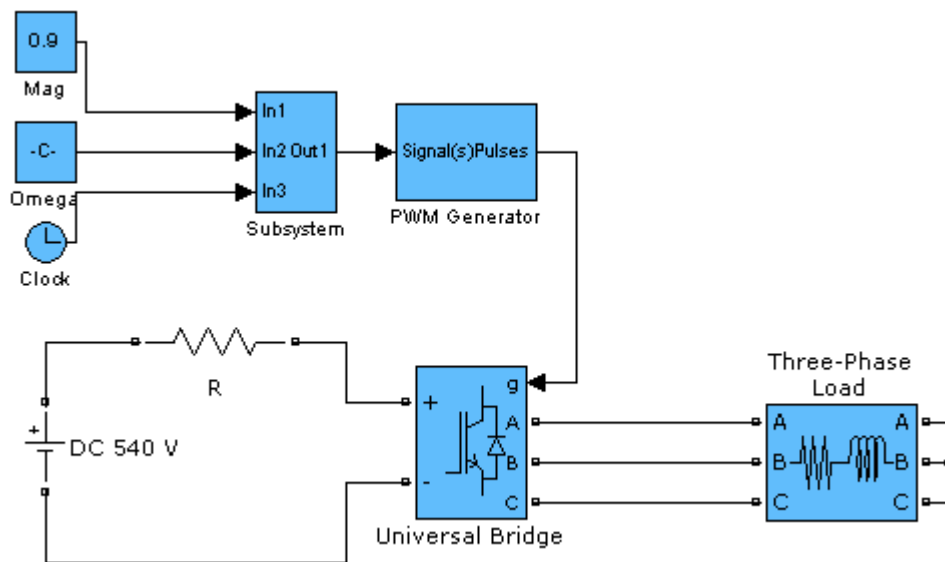 0.9
Mag
-C-
Omega
Clock
In1
In2 Out1
In3
Subsystem
Signal(s)Pulses
PWM Generator
R
+
DC 540 V
+
-
g
A
B
C
Universal Bridge
Three-Phase
Load
A A
B B
C C